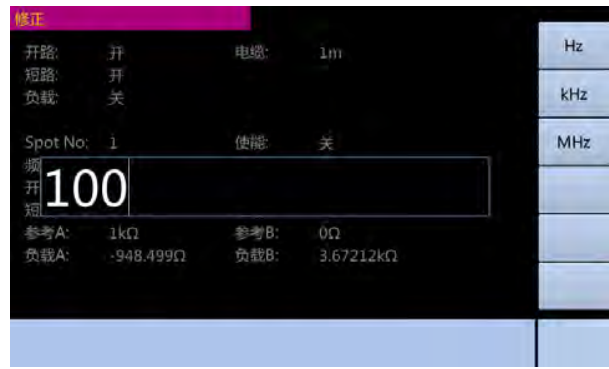 修正
开路: 开 电缆: 1m
短路: 开
负载: 关
Spot No: 1 使能: 关
频
开
短
100
参考A: 1kΩ 参考B: 0Ω
负载A: -948.499Ω 负载B: 3.67212kΩ
Hz
kHz
MHz